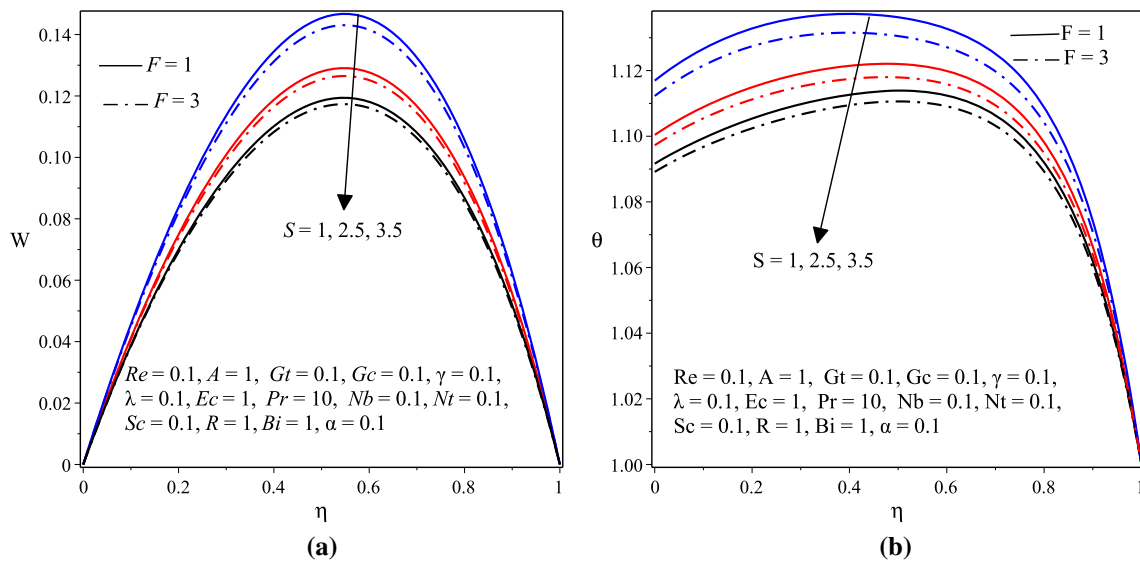 0.14
0.12
0.10
0.08
0.06
0.04
0.02
0
W
F = 1
F = 3
S = 1, 2.5, 3.5
Re = 0.1, A = 1, Gt = 0.1, Gc = 0.1, γ = 0.1,
λ = 0.1, Ec = 1, Pr = 10, Nb = 0.1, Nt = 0.1,
Sc = 0.1, R = 1, Bi = 1, α = 0.1
0 0.2 0.4 0.6 0.8 1
η
(a)
1.12
1.10
1.08
1.06
1.04
1.02
1.00
θ
F = 1
F = 3
S = 1, 2.5, 3.5
Re = 0.1, A = 1, Gt = 0.1, Gc = 0.1, γ = 0.1,
λ = 0.1, Ec = 1, Pr = 10, Nb = 0.1, Nt = 0.1,
Sc = 0.1, R = 1, Bi = 1, α = 0.1
0 0.2 0.4 0.6 0.8 1
η
(b)